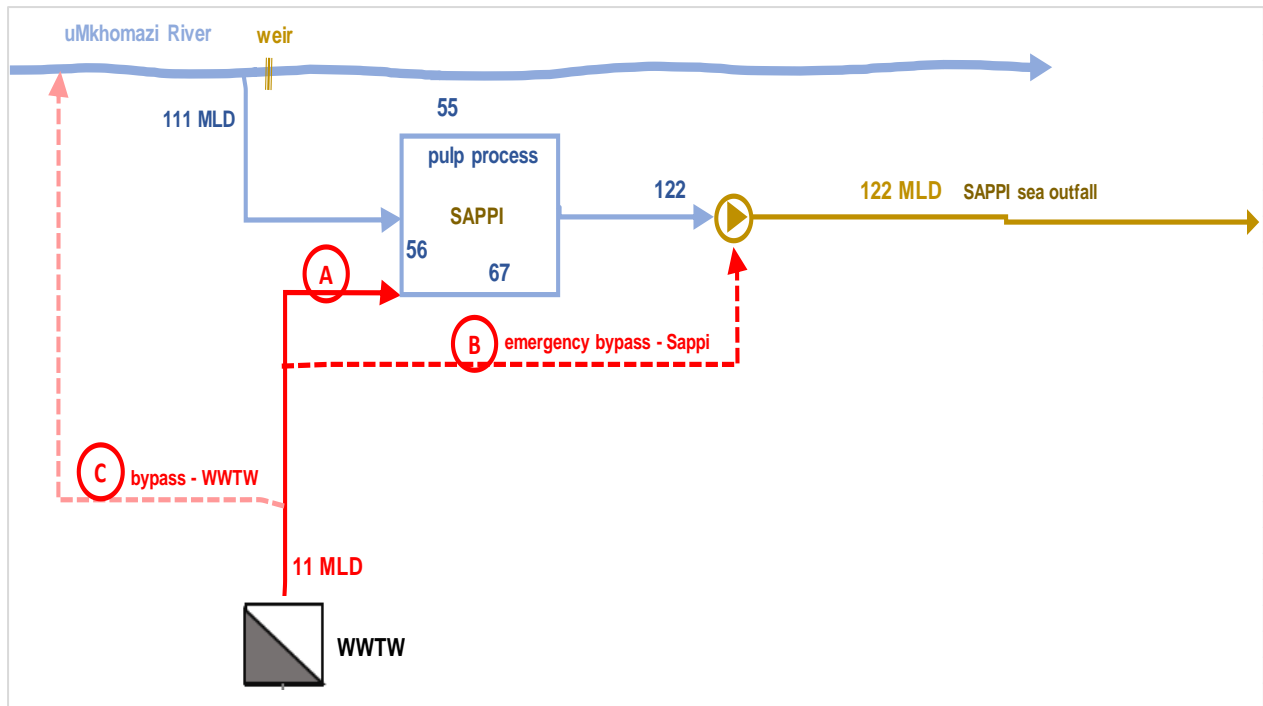 uMkhomazi River
weir
111 MLD
55
pulp process
SAPPI
56
67
122
122 MLD
SAPPI sea outfall
A
B
emergency bypass - Sappi
C
bypass - WWTW
11 MLD
WWTW